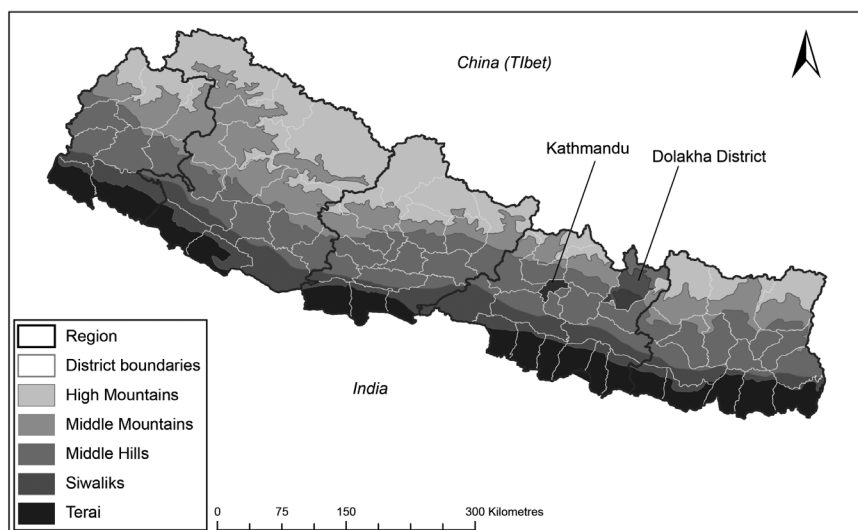 China (TIbet)
Kathmandu
Dolakha District
India
Region
District boundaries
High Mountains
Middle Mountains
Middle Hills
Siwaliks
Terai
0 75 150 300 Kilometres